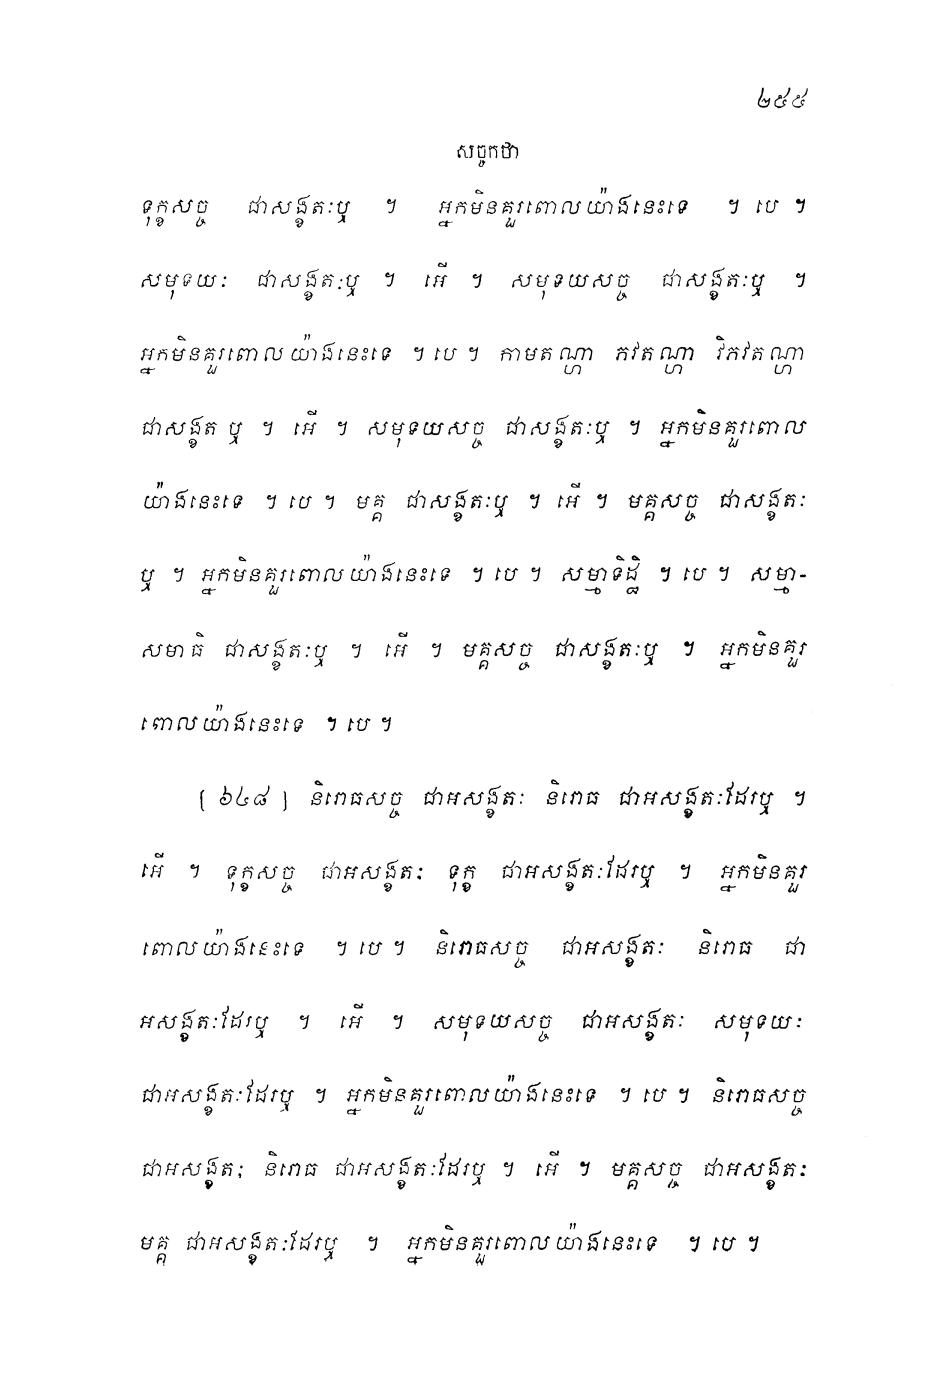 ២៥៥
សច្ចកថា
ទុក្ខសច្ច ជាសង្ខតៈឬ ។ អ្នកមិនគួរពោលយ៉ាងនេះទេ ។ បេ ។
សមុទយៈ ជាសង្ខតៈឬ ។ អើ ។ សមុទយសច្ច ជាសង្ខតៈឬ ។
អ្នកមិនគួរពោលយ៉ាងនេះទេ ។ បេ ។ កាមតណ្ហា ភវតណ្ហា វិភវតណ្ហា
ជាសង្ខត ឬ ។ អើ ។ សមុទយសច្ច ជាសង្ខតៈឬ ។ អ្នកមិនគួរពោល
យ៉ាងនេះទេ ។ បេ ។ មគ្គ ជាសង្ខតៈឬ ។ អើ ។ មគ្គសច្ច ជាសង្ខតៈ
ឬ ។ អ្នកមិនគួរពោលយ៉ាងនេះទេ ។ បេ ។ សម្មាទិដ្ឋិ ។ បេ ។ សម្មា-
សមាធិ ជាសង្ខតៈឬ ។ អើ ។ មគ្គសច្ច ជាសង្ខតៈឬ ។ អ្នកមិនគួរ
ពោលយ៉ាងនេះទេ ។ បេ ។
(៦៤៨) និរោធសច្ច ជាអសង្ខតៈ និរោធ ជាអសង្ខតៈដែរឬ ។
អើ ។ ទុក្ខសច្ច ជាអសង្ខតៈ ទុក្ខ ជាអសង្ខតៈដែរឬ ។ អ្នកមិនគួរ
ពោលយ៉ាងនេះទេ ។ បេ ។ និរោធសច្ច ជាអសង្ខតៈ និរោធ ជា
អសង្ខតៈដែរឬ ។ អើ ។ សមុទយសច្ច ជាអសង្ខតៈ សមុទយៈ
ជាអសង្ខតៈដែរឬ ។ អ្នកមិនគួរពោលយ៉ាងនេះទេ ។ បេ ។ និរោធសច្ច
ជាអសង្ខតៈ និរោធ ជាអសង្ខតៈដែរឬ ។ អើ ។ មគ្គសច្ច ជាអសង្ខតៈ
មគ្គ ជាអសង្ខតៈដែរឬ ។ អ្នកមិនគួរពោលយ៉ាងនេះទេ ។ បេ ។